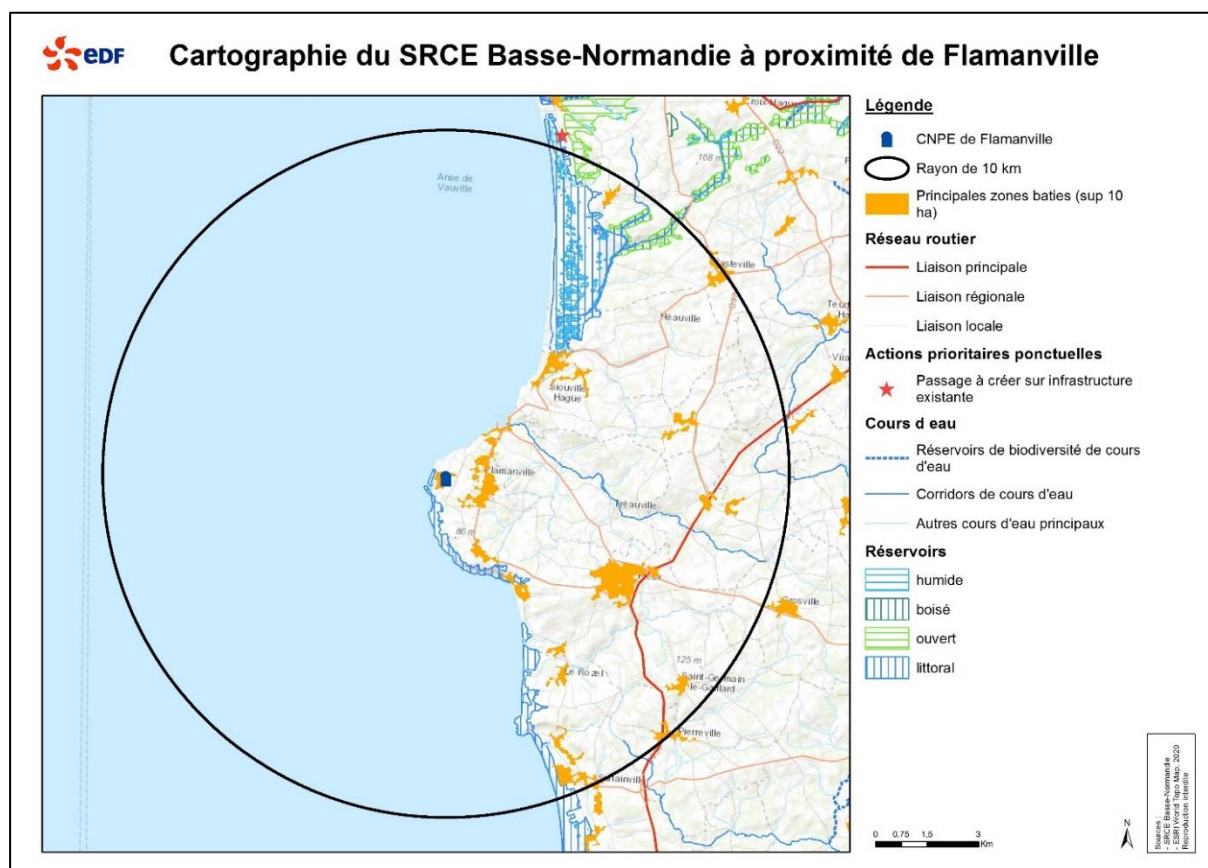 edf
Cartographie du SRCE Basse-Normandie à proximité de Flamanville
Anse de
Vauville
168 m
Héauville
Siouville
Hague
86 m
Tréauville
Grosville
Le Rozel
125 m
Saint-Germain
-le-Gaillard
Pierreville
Légende
CNPE de Flamanville
Rayon de 10 km
Principales zones baties (sup 10
ha)
Réseau routier
Liaison principale
Liaison régionale
Liaison locale
Actions prioritaires ponctuelles
Passage à créer sur infrastructure
existante
Cours d eau
Réservoirs de biodiversité de cours
d'eau
Corridors de cours d'eau
Autres cours d'eau principaux
Réservoirs
humide
boisé
ouvert
littoral
0 0,75 1,5 3
Km
N
Sources :
- SRCE Basse-Normandie
- ESRI World Topo Map, 2020
Reproduction interdite